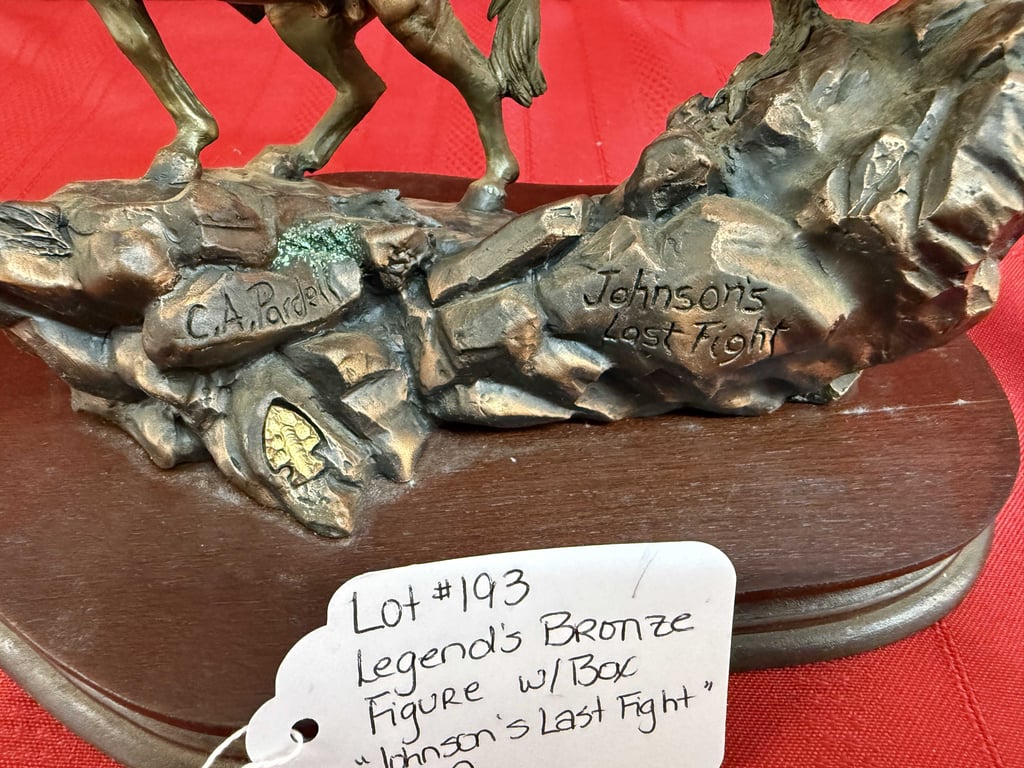 C.A. Pardell
Johnson's
Last Fight
Lot #193
Legend's Bronze
Figure w/ Box
"Johnson's Last Fight"